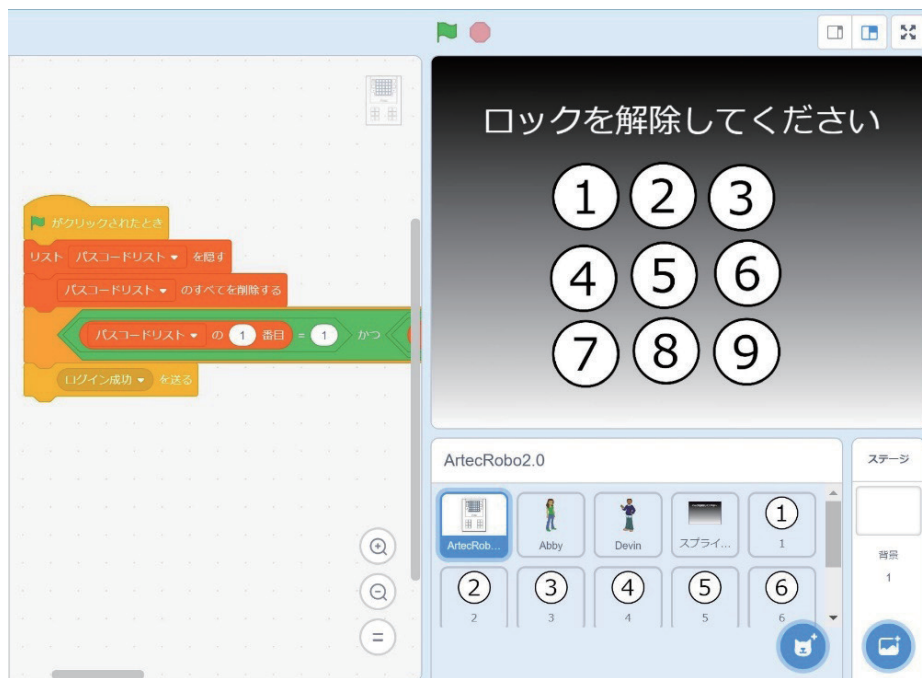 ロックを解除してください
1 2 3
4 5 6
7 8 9
がクリックされたとき
リスト パスコードリスト を隠す
パスコードリスト のすべてを削除する
パスコードリスト の 1 番目 = 1 かつ
ログイン成功 を送る
ArtecRobo2.0
ArtecRob... Abby Devin スプライ... 1 1
2 3 4 5 6
2 3 4 5 6
ステージ
背景
1